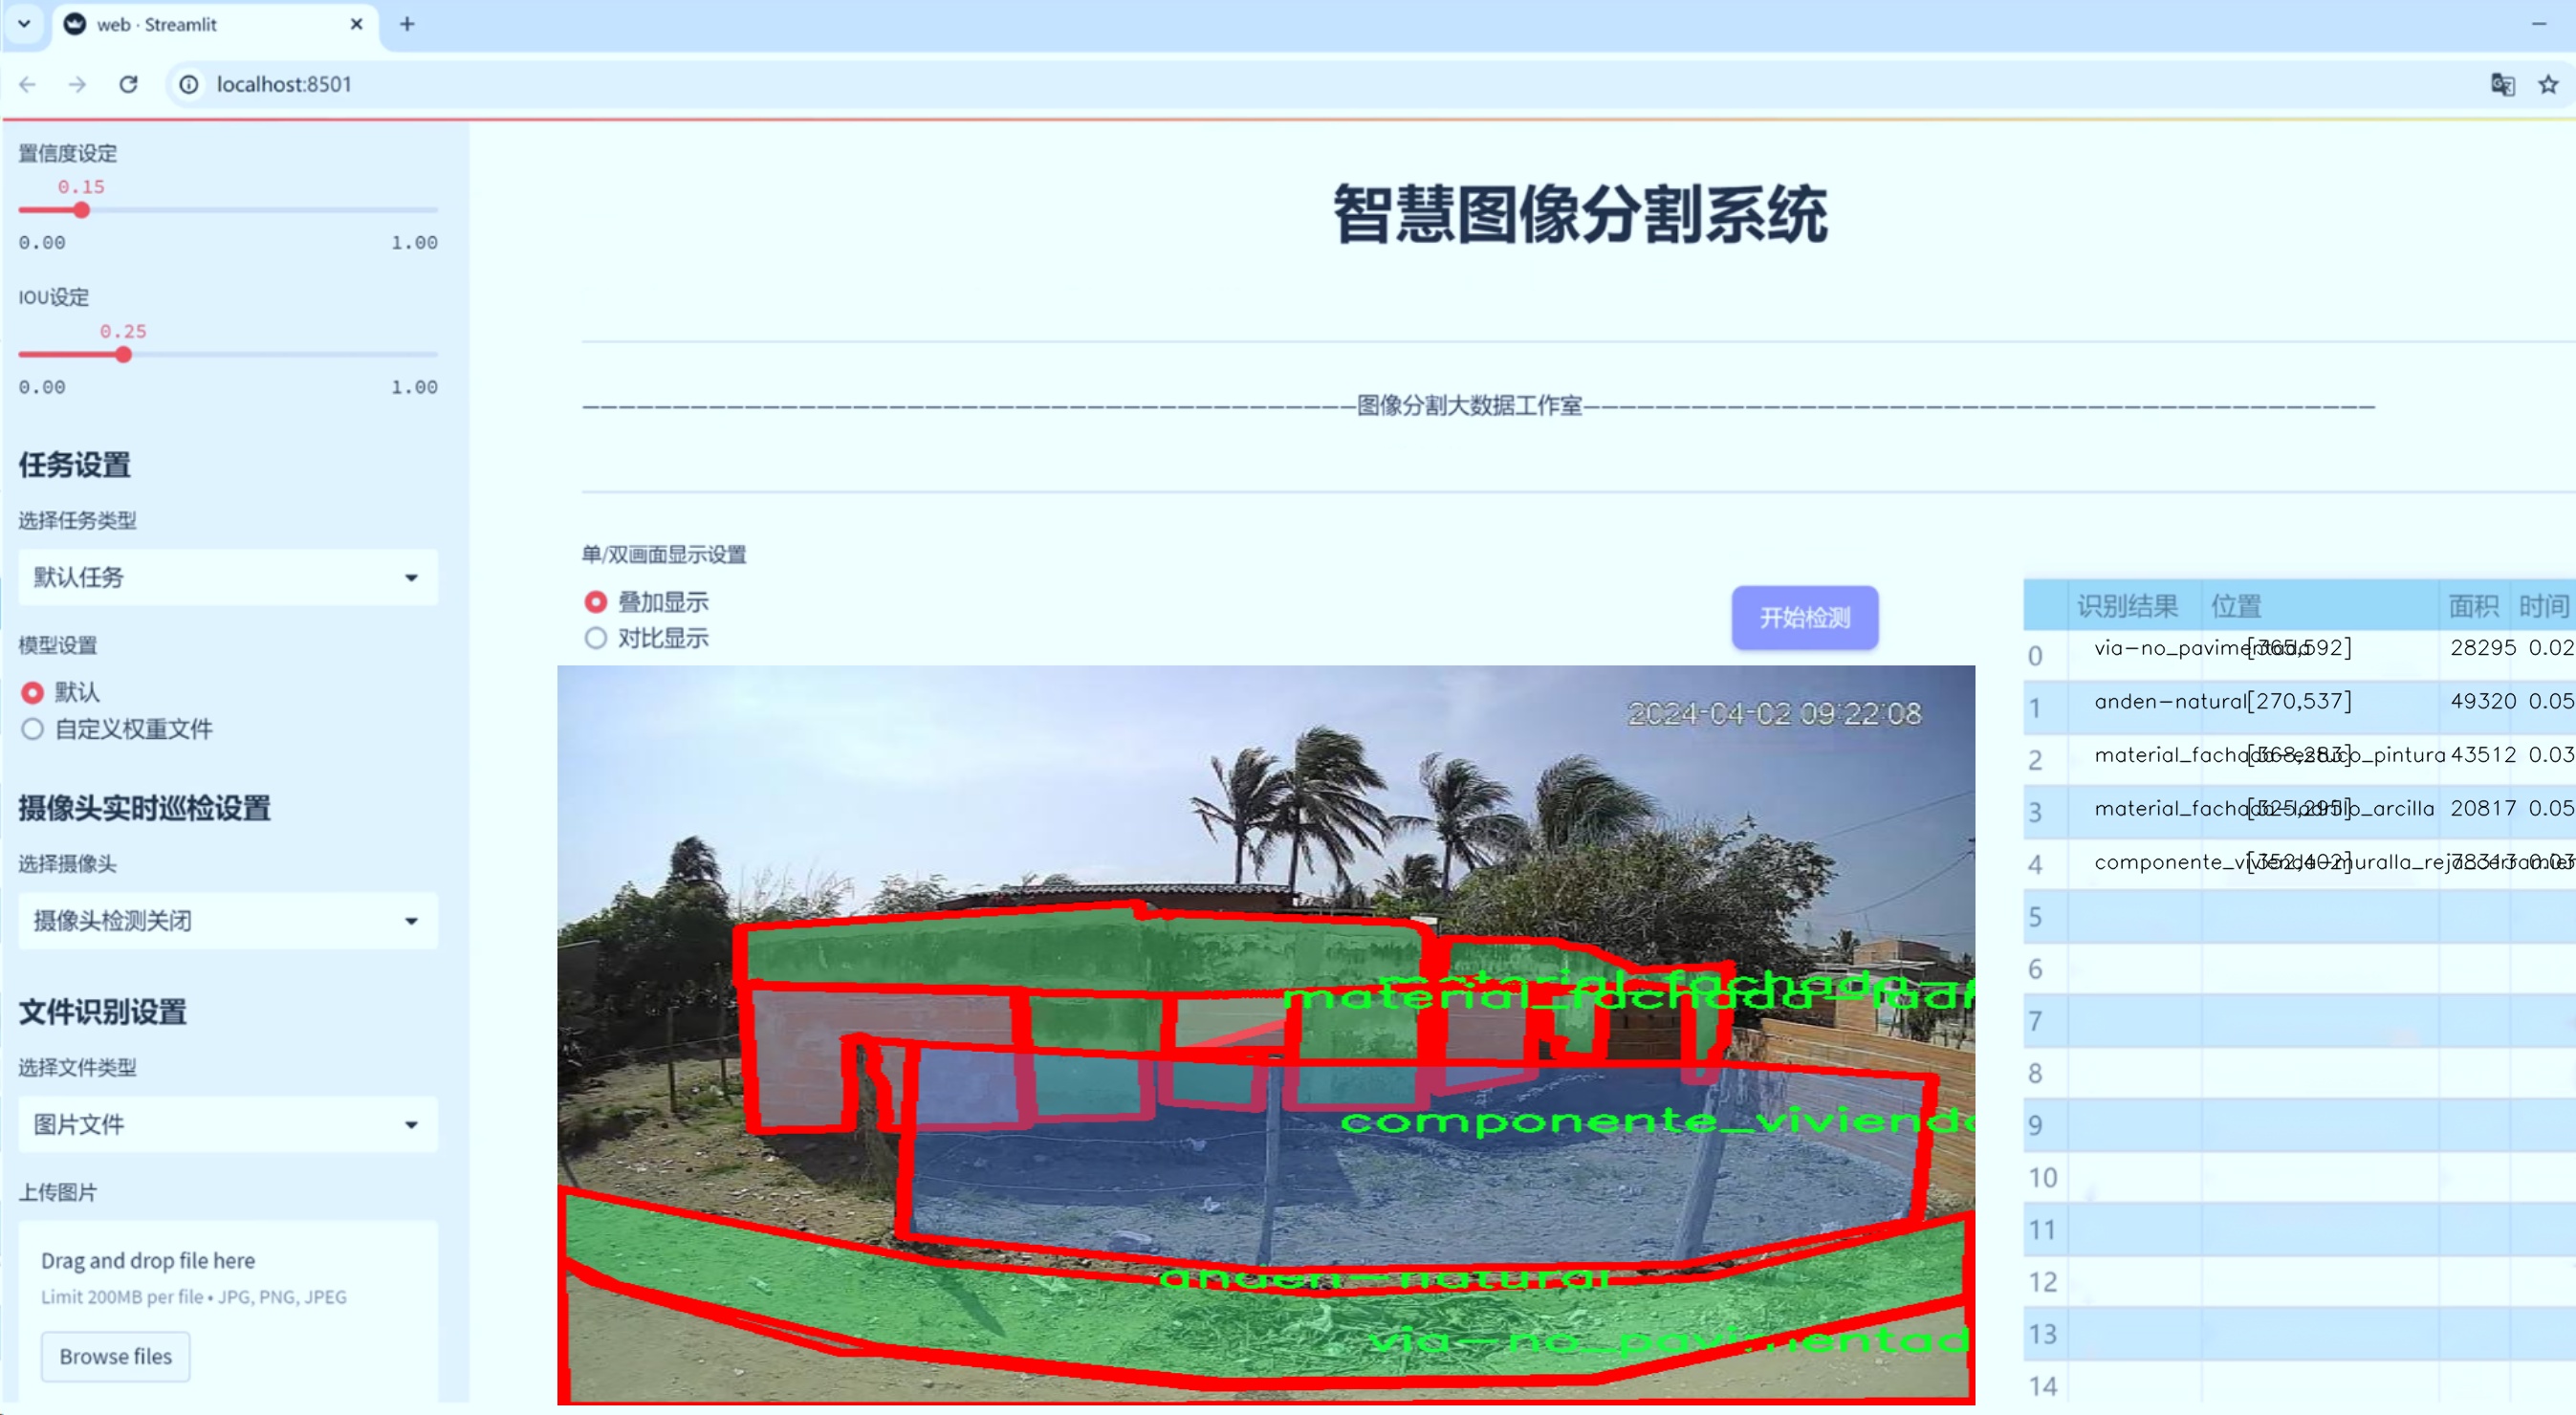 web · Streamlit
localhost:8501
置信度设定
0.15
0.00 1.00
IOU设定
0.25
0.00 1.00
任务设置
选择任务类型
默认任务
模型设置
默认
自定义权重文件
摄像头实时巡检设置
选择摄像头
摄像头检测关闭
文件识别设置
选择文件类型
图片文件
上传图片
Drag and drop file here
Limit 200MB per file • JPG, PNG, JPEG
Browse files
智慧图像分割系统
————————————————————————————————————————————图像分割大数据工作室————————————————————————————————————————————
单/双画面显示设置
叠加显示
对比显示
开始检测
2024-04-02 09:22:08
material_fachada
componente_vivienda
anden-natural
via-no_pavimentad
识别结果 位置 面积 时间
0 via-no_pavimentada [365,592] 28295 0.02
1 anden-natural [270,537] 49320 0.05
2 material_fachada-estuco_pintura [368,283] 43512 0.03
3 material_fachada-ladrillo_arcilla [325,295] 20817 0.05
4 [352,402]
5
6
7
8
9
10
11
12
13
14